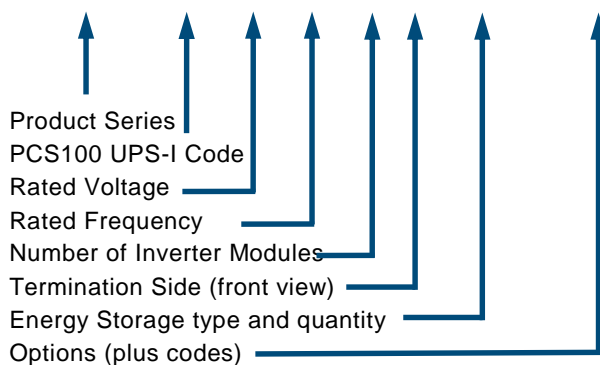 Product Series
PCS100 UPS-I Code
Rated Voltage
Rated Frequency
Number of Inverter Modules
Termination Side (front view)
Energy Storage type and quantity
Options (plus codes)